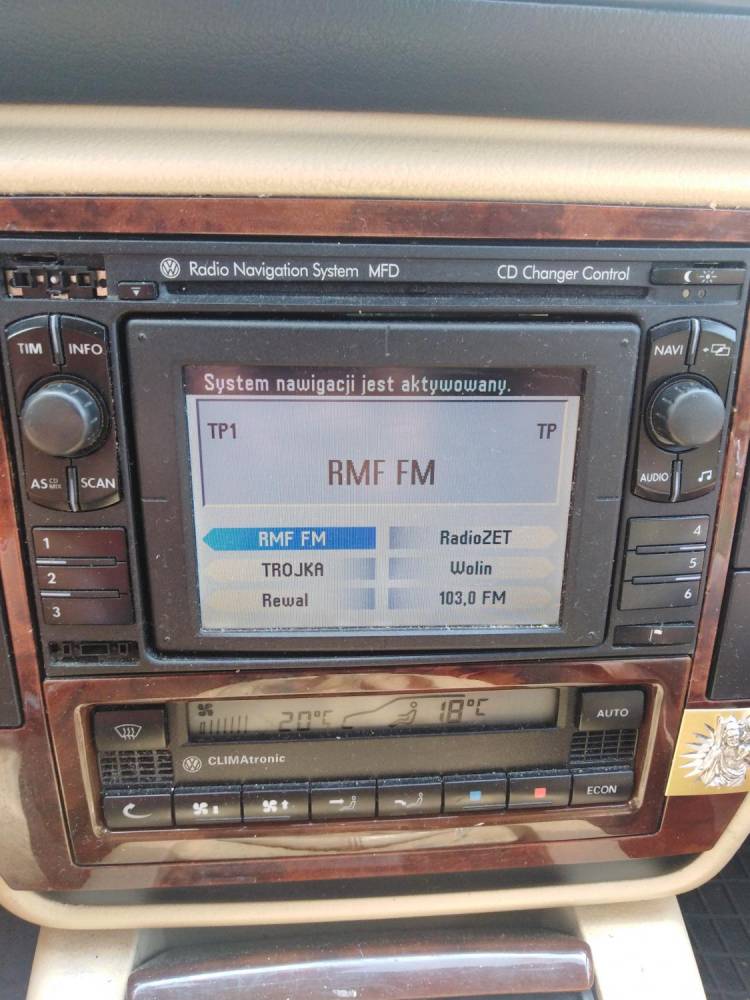 Radio Navigation System MFD
CD Changer Control
TIM
INFO
AS CD MIX
SCAN
1
2
3
System nawigacji jest aktywowany.
TP1
TP
RMF FM
RMF FM
RadioZET
TROJKA
Wolin
Rewal
103,0 FM
NAVI
AUDIO
4
5
6
20°C
18°C
AUTO
CLIMAtronic
ECON